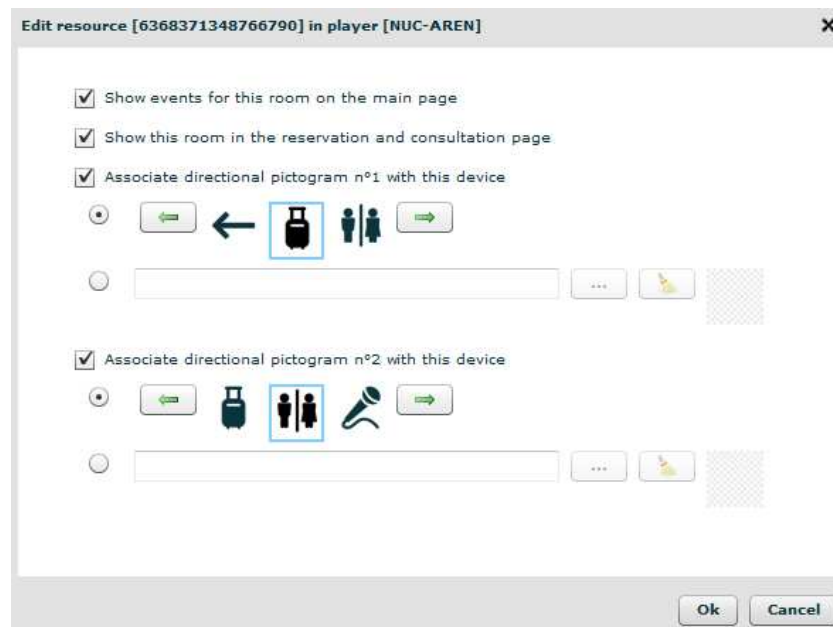 Edit resource [6368371348766790] in player [NUC-AREN]
Show events for this room on the main page
Show this room in the reservation and consultation page
Associate directional pictogram n°1 with this device
...
Associate directional pictogram n°2 with this device
...
Ok Cancel